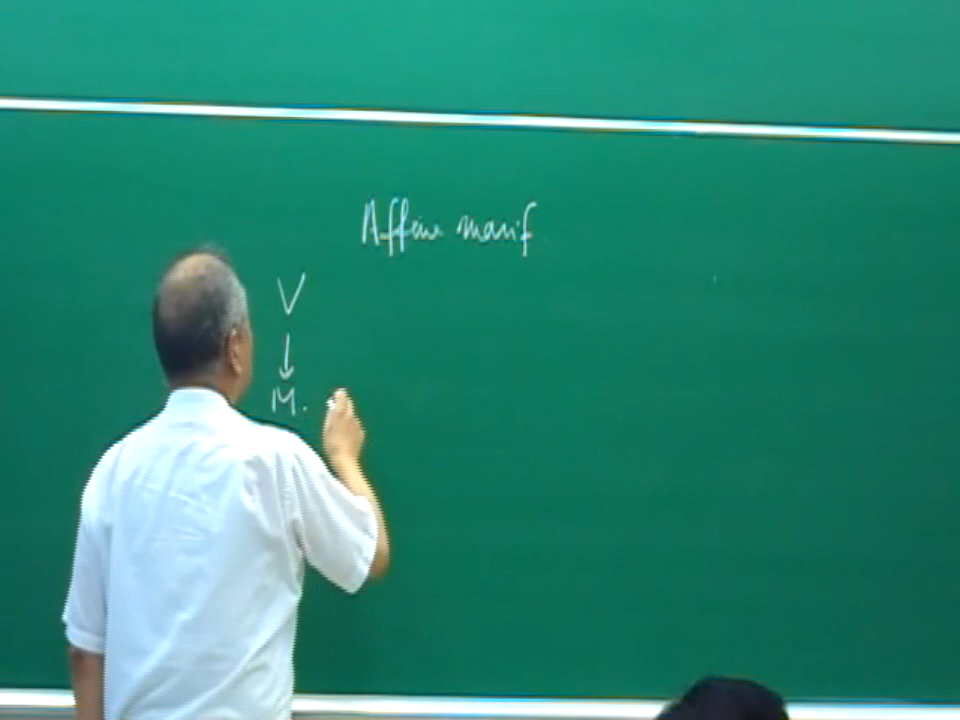 Affine manif
V
↓
M.